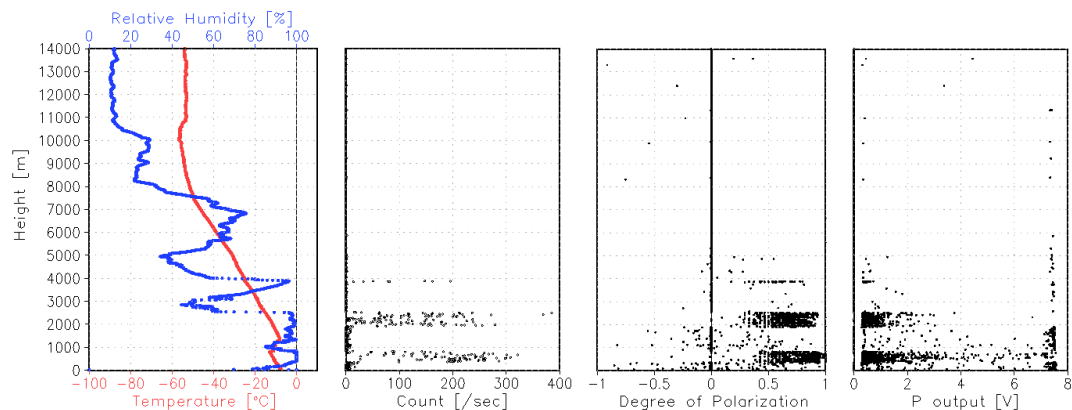 Relative Humidity [%]
0 20 40 60 80 100
14000
13000
12000
11000
10000
9000
8000
7000
6000
5000
4000
3000
2000
1000
0
Height [m]
−100 −80 −60 −40 −20 0
Temperature [°C]
0 100 200 300 400
Count [/sec]
−1 −0.5 0 0.5 1
Degree of Polarization
0 2 4 6 8
P output [V]